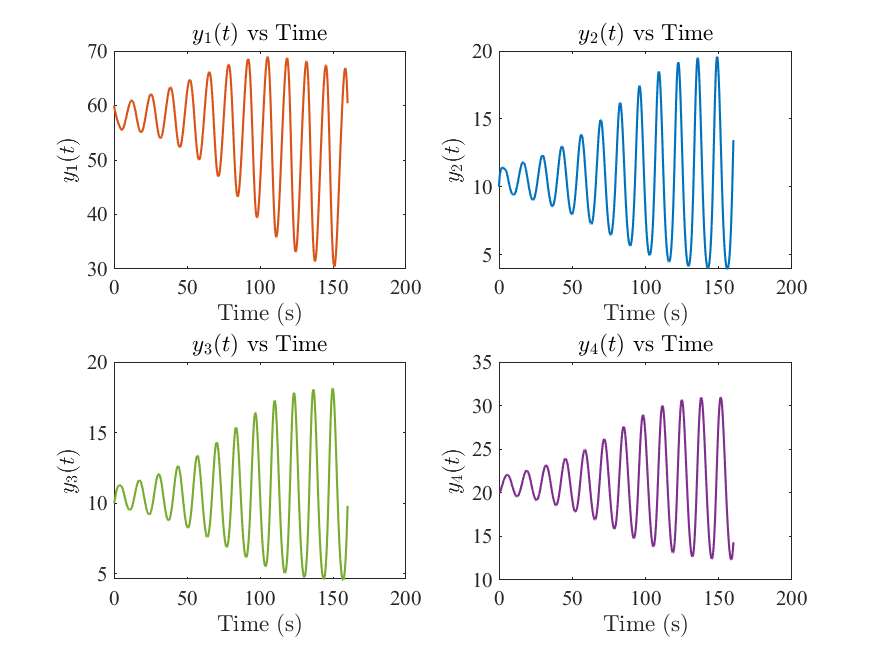 y₁(t) vs Time
70
60
50
40
30
y₁(t)
0 50 100 150 200
Time (s)
y₂(t) vs Time
20
15
10
5
y₂(t)
0 50 100 150 200
Time (s)
y₃(t) vs Time
20
15
10
5
y₃(t)
0 50 100 150 200
Time (s)
y₄(t) vs Time
35
30
25
20
15
10
y₄(t)
0 50 100 150 200
Time (s)